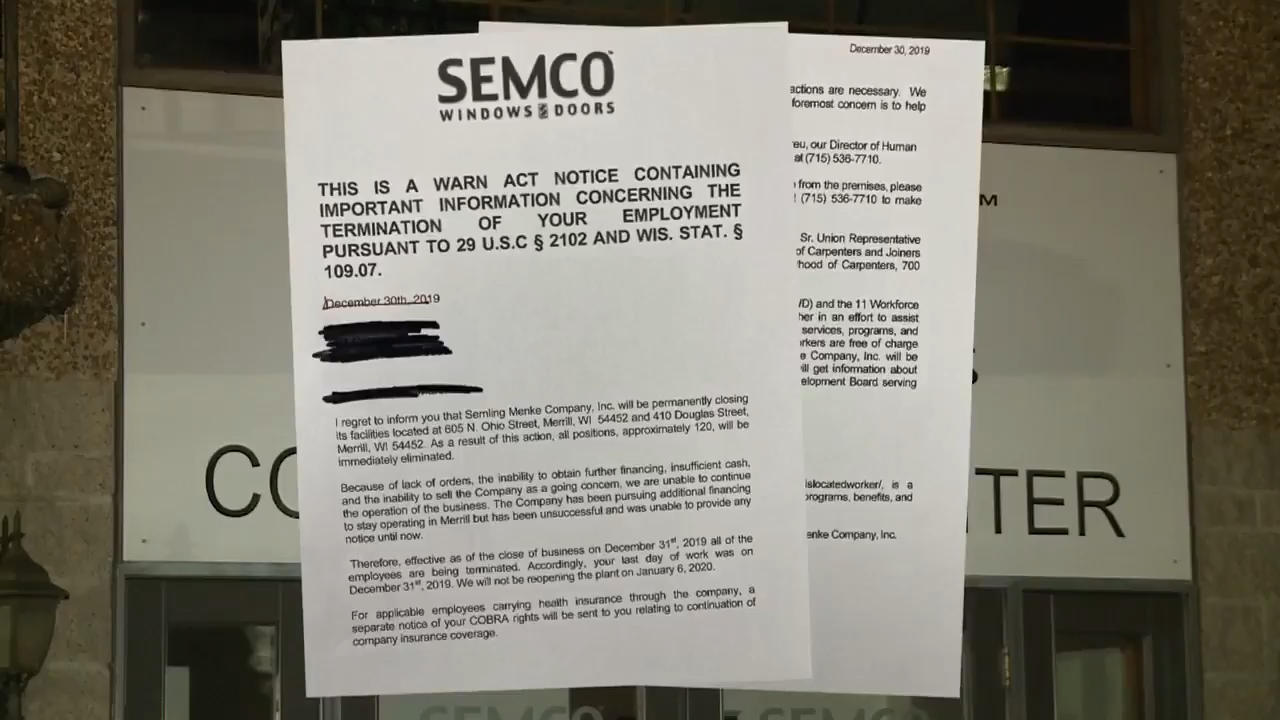 SEMCO
WINDOWS & DOORS
THIS IS A WARN ACT NOTICE CONTAINING
IMPORTANT INFORMATION CONCERNING THE
TERMINATION OF YOUR EMPLOYMENT
PURSUANT TO 29 U.S.C § 2102 AND WIS. STAT. §
109.07.
December 30th, 2019
I regret to inform you that Semling Menke Company, Inc. will be permanently closing
its facilities located at 605 N. Ohio Street, Merrill, WI 54452 and 410 Douglas Street,
Merrill, WI 54452. As a result of this action, all positions, approximately 120, will be
immediately eliminated.
Because of lack of orders, the inability to obtain further financing, insufficient cash,
and the inability to sell the Company as a going concern, we are unable to continue
the operation of the business. The Company has been pursuing additional financing
to stay operating in Merrill but has been unsuccessful and was unable to provide any
notice until now.
Therefore, effective as of the close of business on December 31st, 2019 all of the
employees are being terminated. Accordingly, your last day of work was on
December 31st, 2019. We will not be reopening the plant on January 6, 2020.
For applicable employees carrying health insurance through the company, a
separate notice of your COBRA rights will be sent to you relating to continuation of
company insurance coverage.
December 30, 2019
actions are necessary. We
foremost concern is to help
eu, our Director of Human
at (715) 536-7710.
from the premises, please
(715) 536-7710 to make
Sr. Union Representative
of Carpenters and Joiners
hood of Carpenters, 700
/D) and the 11 Workforce
her in an effort to assist
services, programs, and
rkers are free of charge
e Company, Inc. will be
ill get information about
elopment Board serving
islocatedworker/, is a
programs, benefits, and
enke Company, Inc.
M
S
CO
TER
SEMCO
SEMCO